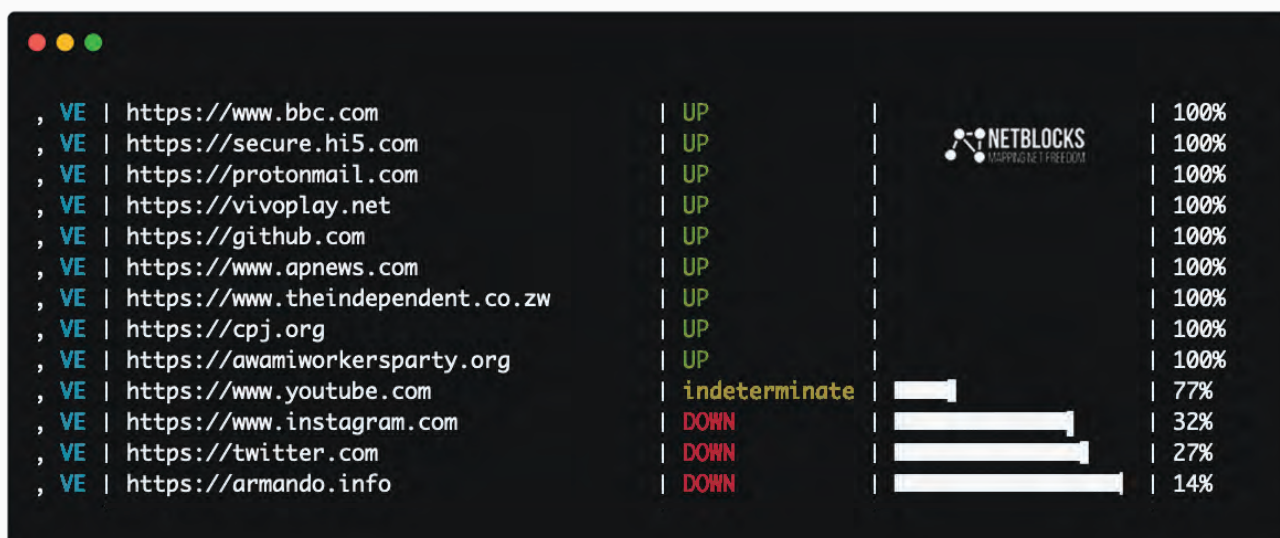 , VE | https://www.bbc.com | UP | | 100%
NETBLOCKS
MAPPING NET FREEDOM
, VE | https://secure.hi5.com | UP | | 100%
, VE | https://protonmail.com | UP | | 100%
, VE | https://vivoplay.net | UP | | 100%
, VE | https://github.com | UP | | 100%
, VE | https://www.apnews.com | UP | | 100%
, VE | https://www.theindependent.co.zw | UP | | 100%
, VE | https://cpj.org | UP | | 100%
, VE | https://awamiworkersparty.org | UP | | 100%
, VE | https://www.youtube.com | indeterminate | | 77%
, VE | https://www.instagram.com | DOWN | | 32%
, VE | https://twitter.com | DOWN | | 27%
, VE | https://armando.info | DOWN | | 14%